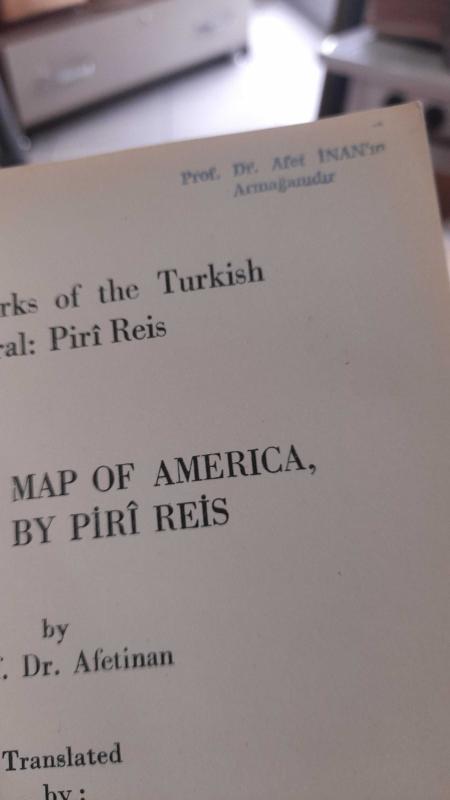 Prof. Dr. Afet İNAN'ın
Armağanıdır
rks of the Turkish
ral: Pirî Reis
MAP OF AMERICA,
BY PİRÎ REİS
by
. Dr. Afetinan
Translated
by: